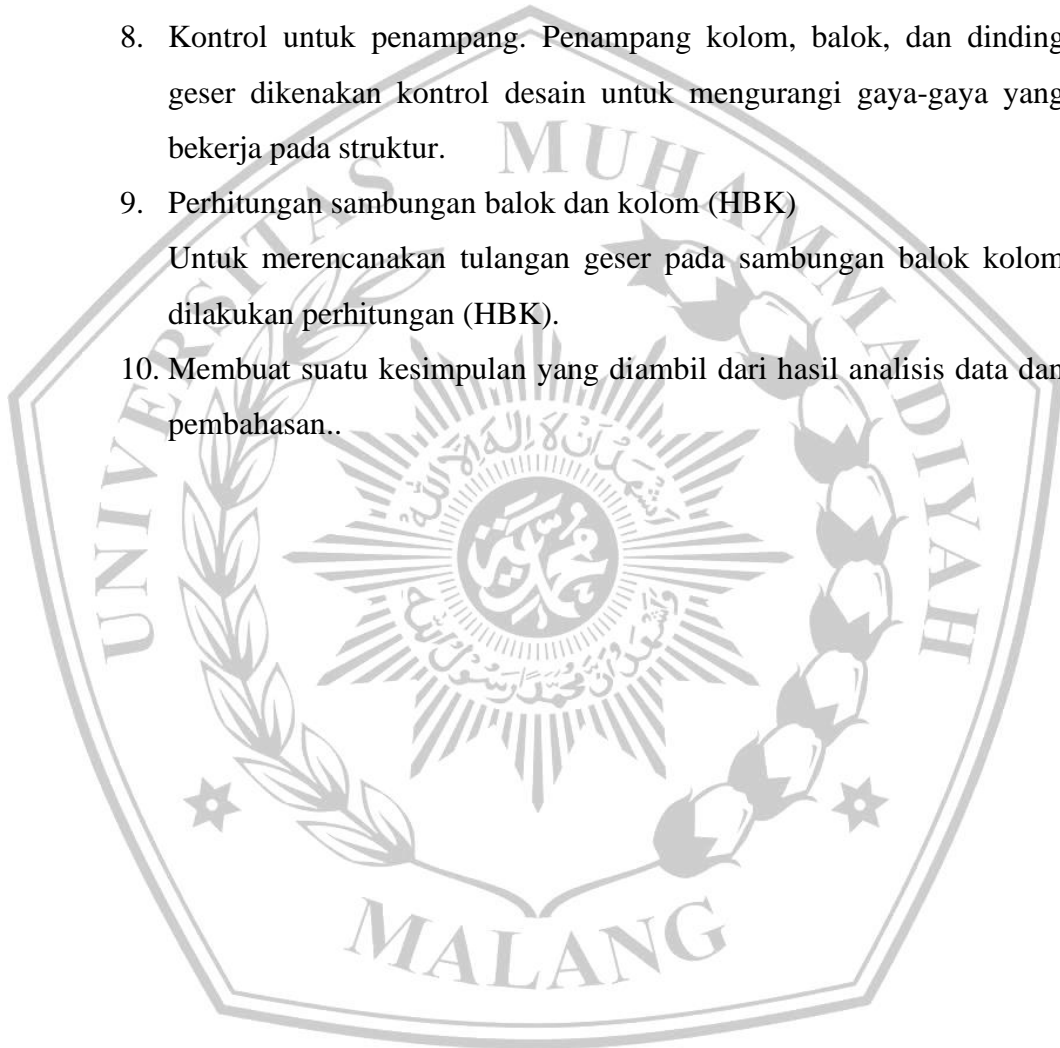 8. Kontrol untuk penampang. Penampang kolom, balok, dan dinding
geser dikenakan kontrol desain untuk mengurangi gaya-gaya yang
bekerja pada struktur.
9. Perhitungan sambungan balok dan kolom (HBK)
Untuk merencanakan tulangan geser pada sambungan balok kolom
dilakukan perhitungan (HBK).
10. Membuat suatu kesimpulan yang diambil dari hasil analisis data dan
pembahasan..
UNIVERSITAS MUHAMMADIYAH
MALANG